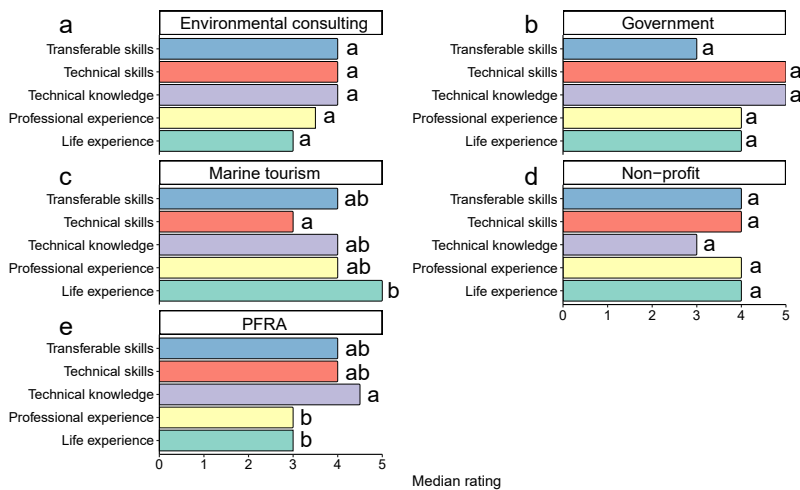 a
Environmental consulting
Transferable skills a
Technical skills a
Technical knowledge a
Professional experience a
Life experience a
b
Government
Transferable skills a
Technical skills a
Technical knowledge a
Professional experience a
Life experience a
c
Marine tourism
Transferable skills ab
Technical skills a
Technical knowledge ab
Professional experience ab
Life experience b
d
Non−profit
Transferable skills a
Technical skills a
Technical knowledge a
Professional experience a
Life experience a
0 1 2 3 4 5
e
PFRA
Transferable skills ab
Technical skills ab
Technical knowledge a
Professional experience b
Life experience b
0 1 2 3 4 5
Median rating